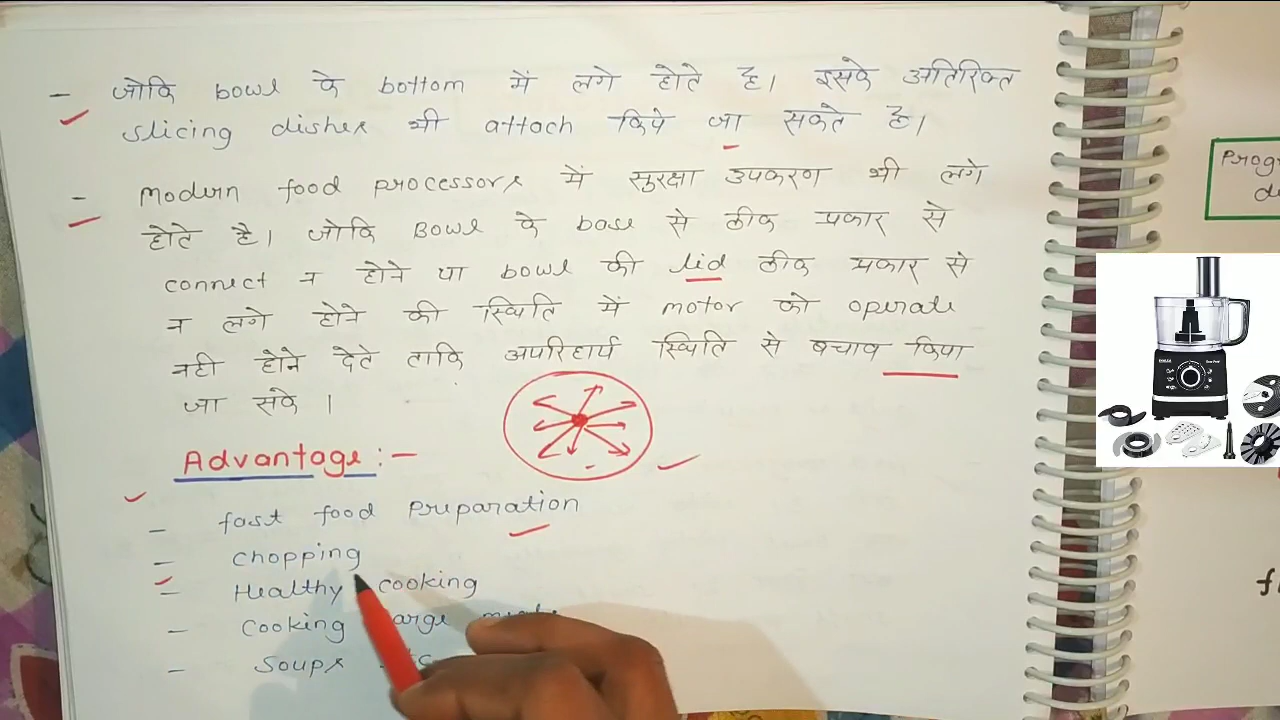 - जोकि bowl के bottom में लगे होते है। इसके अतिरिक्त
slicing dishes भी attach किये जा सकते है।
- Modern food processors में सुरक्षा उपकरण भी लगे
होते है। जोकि Bowl के base से ठीक प्रकार से
connect न होने या bowl की lid ठीक प्रकार से
न लगे होने की स्थिति में motor को operate
नही होने देते ताकि अपरिहार्य स्थिति से बचाव किया
जा सके ।
Advantage :-
- fast food preparation
- Chopping
- Healthy cooking
- Cooking large
- Soups
Prog